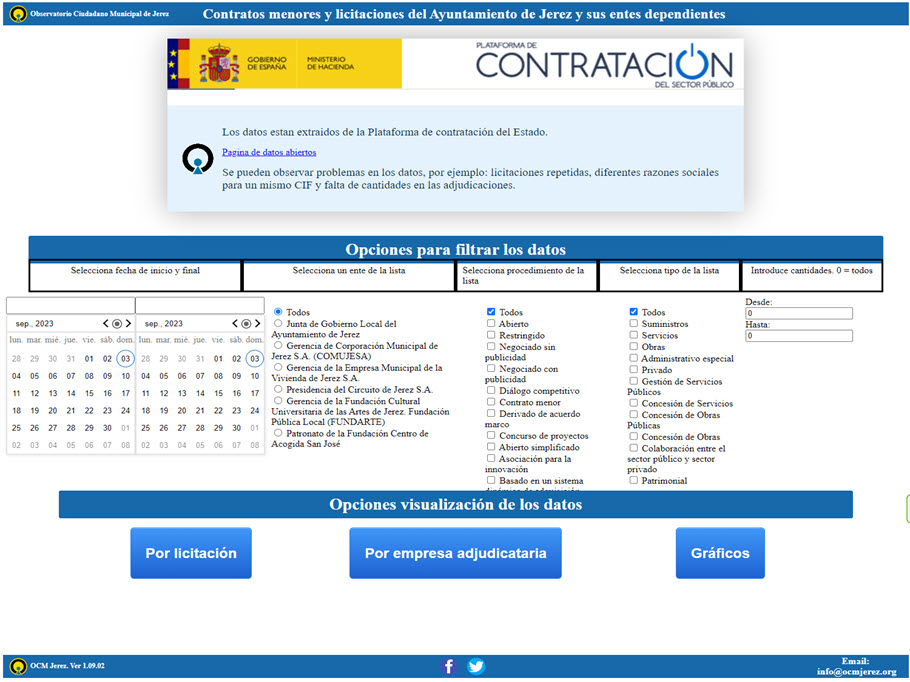 Observatorio Ciudadano Municipal de Jerez
Contratos menores y licitaciones del Ayuntamiento de Jerez y sus entes dependientes
GOBIERNO
DE ESPAÑA
MINISTERIO
DE HACIENDA
PLATAFORMA DE
CONTRATACIÓN
DEL SECTOR PÚBLICO
Los datos estan extraidos de la Plataforma de contratación del Estado.
Pagina de datos abiertos
Se pueden observar problemas en los datos, por ejemplo: licitaciones repetidas, diferentes razones sociales
para un mismo CIF y falta de cantidades en las adjudicaciones.
Opciones para filtrar los datos
Selecciona fecha de inicio y final
Selecciona un ente de la lista
Selecciona procedimiento de la
lista
Selecciona tipo de la lista
Introduce cantidades. 0 = todos
sep., 2023
lun. mar. mié. jue. vie. sáb. dom.
28 29 30 31 01 02 03
04 05 06 07 08 09 10
11 12 13 14 15 16 17
18 19 20 21 22 23 24
25 26 27 28 29 30 01
02 03 04 05 06 07 08
sep., 2023
lun. mar. mié. jue. vie. sáb. dom.
28 29 30 31 01 02 03
04 05 06 07 08 09 10
11 12 13 14 15 16 17
18 19 20 21 22 23 24
25 26 27 28 29 30 01
02 03 04 05 06 07 08
Todos
Junta de Gobierno Local del
Ayuntamiento de Jerez
Gerencia de Corporación Municipal de
Jerez S.A. (COMUJESA)
Gerencia de la Empresa Municipal de la
Vivienda de Jerez S.A.
Presidencia del Circuito de Jerez S.A.
Gerencia de la Fundación Cultural
Universitaria de las Artes de Jerez. Fundación
Pública Local (FUNDARTE)
Patronato de la Fundación Centro de
Acogida San José
Todos
Abierto
Restringido
Negociado sin
publicidad
Negociado con
publicidad
Diálogo competitivo
Contrato menor
Derivado de acuerdo
marco
Concurso de proyectos
Abierto simplificado
Asociación para la
innovación
Basado en un sistema
dinámico de adquisición
Todos
Suministros
Servicios
Obras
Administrativo especial
Privado
Gestión de Servicios
Públicos
Concesión de Servicios
Concesión de Obras
Públicas
Concesión de Obras
Colaboración entre el
sector público y sector
privado
Patrimonial
Desde:
0
Hasta:
0
Opciones visualización de los datos
Por licitación
Por empresa adjudicataria
Gráficos
OCM Jerez. Ver 1.09.02
Email:
info@ocmjerez.org